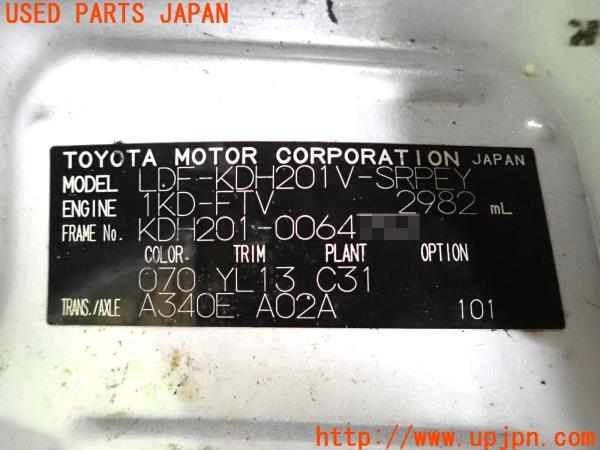 USED PARTS JAPAN
TOYOTA MOTOR CORPORATION JAPAN
MODEL LDF-KDH201V-SRPEY
ENGINE 1KD-FTV 2982 mL
FRAME No. KDH201-0064
COLOR TRIM PLANT OPTION
070 YL13 C31
TRANS./AXLE A340E A02A 101
http://www.upjpn.com/